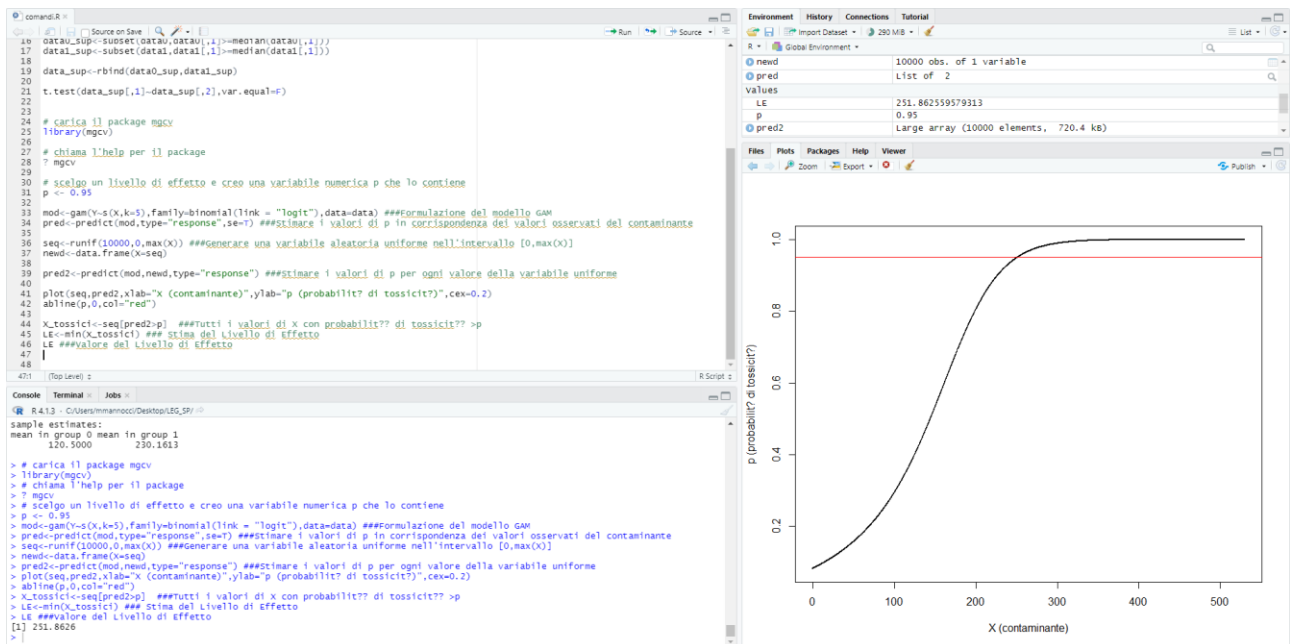 comandi.R
Source on Save
Run
Source
16 data0_sup<-subset(data0,data0[,1]>=median(data0[,1]))
17 data1_sup<-subset(data1,data1[,1]>=median(data1[,1]))
18
19 data_sup<-rbind(data0_sup,data1_sup)
20
21 t.test(data_sup[,1]~data_sup[,2],var.equal=F)
22
23
24 # carica il package mgcv
25 library(mgcv)
26
27 # chiama l'help per il package
28 ? mgcv
29
30 # scelgo un livello di effetto e creo una variabile numerica p che lo contiene
31 p <- 0.95
32
33 mod<-gam(Y~s(X,k=5),family=binomial(link = "logit"),data=data) ###Formulazione del modello GAM
34 pred<-predict(mod,type="response",se=T) ###Stimare i valori di p in corrispondenza dei valori osservati del contaminante
35
36 seq<-runif(10000,0,max(X)) ###Generare una variabile aleatoria uniforme nell'intervallo [0,max(X)]
37 newd<-data.frame(X=seq)
38
39 pred2<-predict(mod,newd,type="response") ###Stimare i valori di p per ogni valore della variabile uniforme
40
41 plot(seq,pred2,xlab="X (contaminante)",ylab="p (probabilit? di tossicit?)",cex=0.2)
42 abline(p,0,col="red")
43
44 X_tossici<-seq[pred2>p] ###Tutti i valori di X con probabilit?? di tossicit?? >p
45 LE<-min(X_tossici) ### Stima del Livello di Effetto
46 LE ###Valore del Livello di Effetto
47
48
47:1 (Top Level) R Script
Console Terminal Jobs
R 4.1.3 · C:/Users/mmannocci/Desktop/LEG_SP/
sample estimates:
mean in group 0 mean in group 1
120.5000 230.1613
> # carica il package mgcv
> library(mgcv)
> # chiama l'help per il package
> ? mgcv
> # scelgo un livello di effetto e creo una variabile numerica p che lo contiene
> p <- 0.95
> mod<-gam(Y~s(X,k=5),family=binomial(link = "logit"),data=data) ###Formulazione del modello GAM
> pred<-predict(mod,type="response",se=T) ###Stimare i valori di p in corrispondenza dei valori osservati del contaminante
> seq<-runif(10000,0,max(X)) ###Generare una variabile aleatoria uniforme nell'intervallo [0,max(X)]
> newd<-data.frame(X=seq)
> pred2<-predict(mod,newd,type="response") ###Stimare i valori di p per ogni valore della variabile uniforme
> plot(seq,pred2,xlab="X (contaminante)",ylab="p (probabilit? di tossicit?)",cex=0.2)
> abline(p,0,col="red")
> X_tossici<-seq[pred2>p] ###Tutti i valori di X con probabilit?? di tossicit?? >p
> LE<-min(X_tossici) ### Stima del Livello di Effetto
> LE ###Valore del Livello di Effetto
[1] 251.8626
>
Environment History Connections Tutorial
Import Dataset 290 MiB List
R Global Environment
newd 10000 obs. of 1 variable
pred List of 2
Values
LE 251.862559579313
p 0.95
pred2 Large array (10000 elements, 720.4 kB)
Files Plots Packages Help Viewer
Zoom Export Publish
p (probabilit? di tossicit?)
1.0
0.8
0.6
0.4
0.2
0 100 200 300 400 500
X (contaminante)